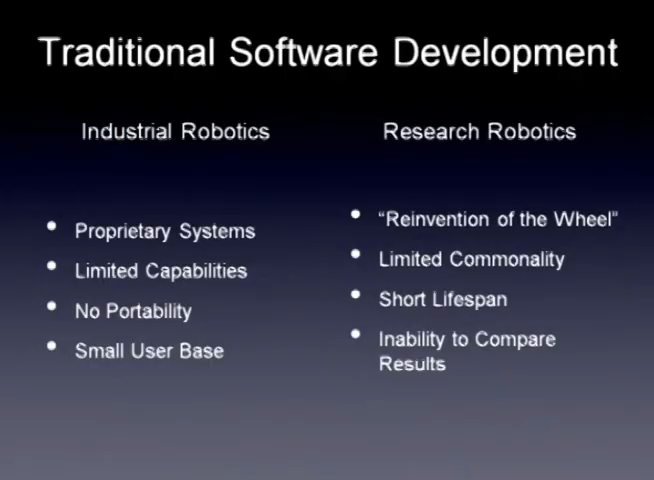 Traditional Software Development
Industrial Robotics
• Proprietary Systems
• Limited Capabilities
• No Portability
• Small User Base
Research Robotics
• “Reinvention of the Wheel”
• Limited Commonality
• Short Lifespan
• Inability to Compare
Results